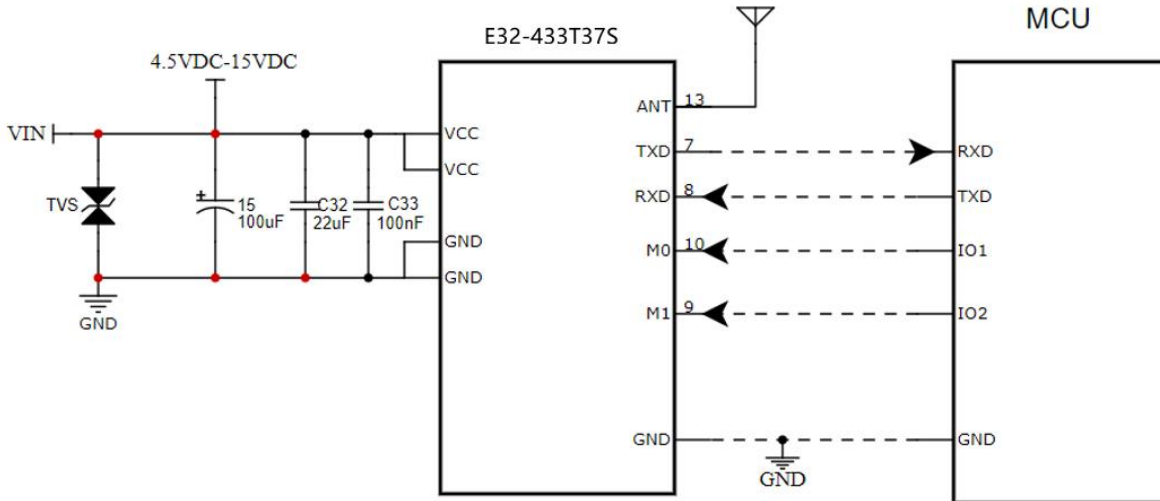 MCU
E32-433T37S
4.5VDC-15VDC
ANT 13
VIN
VCC
TXD 7
RXD
VCC
TVS
15
100uF
C32
22uF
C33
100nF
RXD 8
TXD
GND
M0 10
IO1
GND
GND
M1 9
IO2
GND
GND
GND